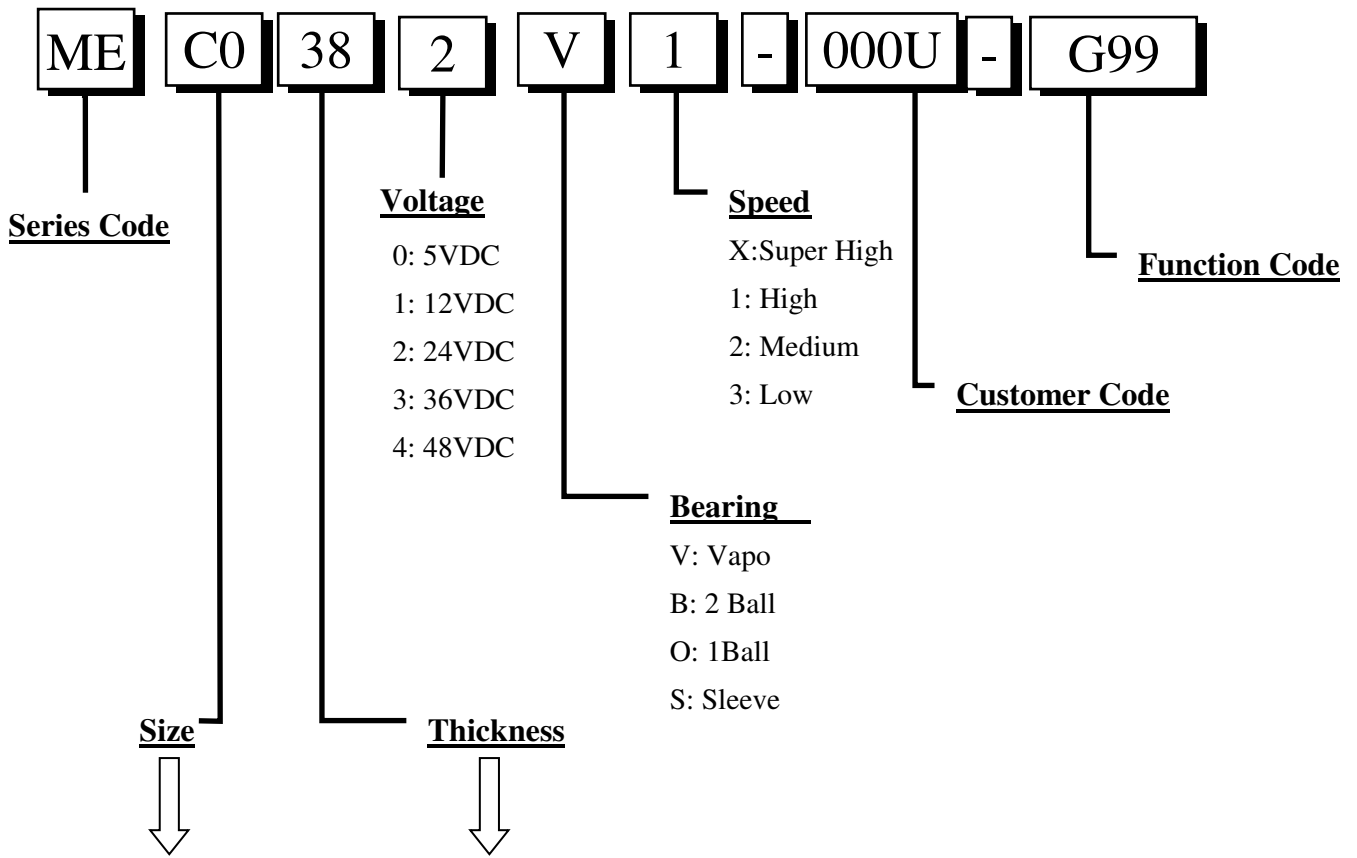 ME C0 38 2 V 1 - 000U - G99
Series Code
Voltage
0: 5VDC
1: 12VDC
2: 24VDC
3: 36VDC
4: 48VDC
Speed
X:Super High
1: High
2: Medium
3: Low
Function Code
Customer Code
Bearing
V: Vapo
B: 2 Ball
O: 1Ball
S: Sleeve
Size
Thickness